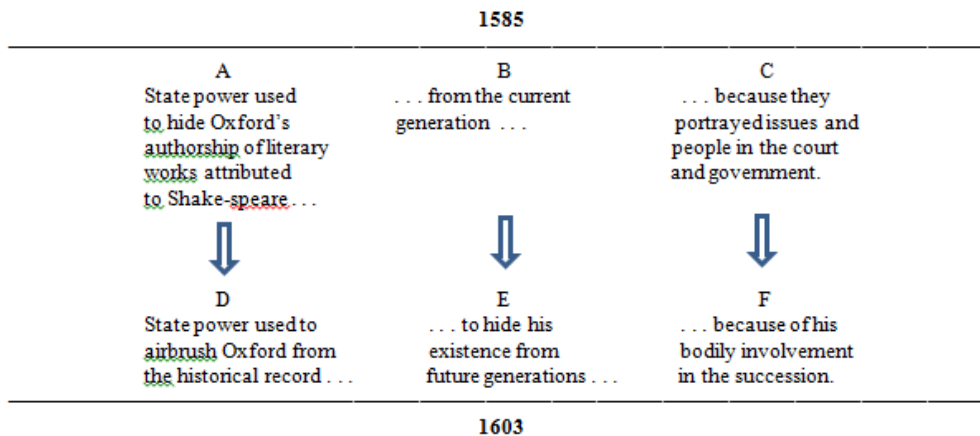 1585
A
State power used
to hide Oxford's
authorship of literary
works attributed
to Shake-speare . . .
B
. . . from the current
generation . . .
C
. . . because they
portrayed issues and
people in the court
and government.
D
State power used to
airbrush Oxford from
the historical record . . .
E
. . . to hide his
existence from
future generations . . .
F
. . . because of his
bodily involvement
in the succession.
1603